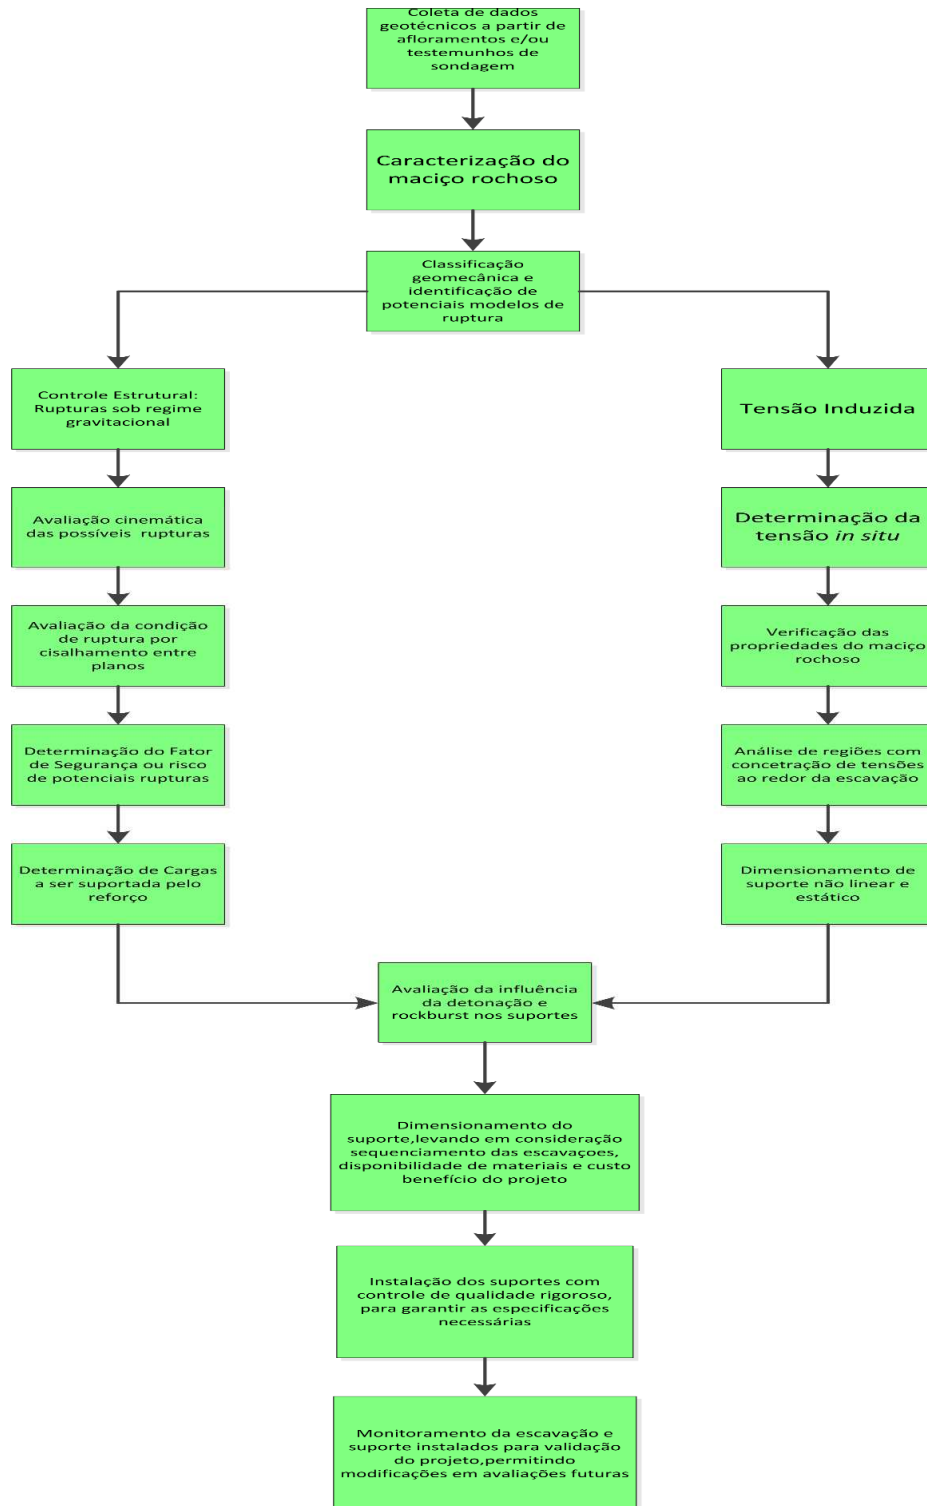 Coleta de dados
geotécnicos a partir de
afloramentos e/ou
testemunhos de
sondagem
Caracterização do
maciço rochoso
Classificação
geomecânica e
identificação de
potenciais modelos de
ruptura
Controle Estrutural:
Rupturas sob regime
gravitacional
Avaliação cinemática
das possíveis rupturas
Avaliação da condição
de ruptura por
cisalhamento entre
planos
Determinação do Fator
de Segurança ou risco
de potenciais rupturas
Determinação de Cargas
a ser suportada pelo
reforço
Tensão Induzida
Determinação da
tensão in situ
Verificação das
propriedades do maciço
rochoso
Análise de regiões com
concetração de tensões
ao redor da escavação
Dimensionamento de
suporte não linear e
estático
Avaliação da influência
da detonação e
rockburst nos suportes
Dimensionamento do
suporte,levando em consideração
sequenciamento das escavaçoes,
disponibilidade de materiais e custo
benefício do projeto
Instalação dos suportes com
controle de qualidade rigoroso,
para garantir as especificações
necessárias
Monitoramento da escavação e
suporte instalados para validação
do projeto,permitindo
modificações em avaliações futuras